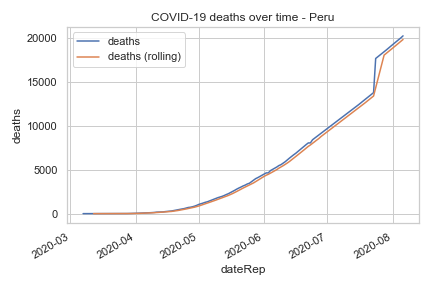 COVID-19 deaths over time - Peru
deaths
deaths (rolling)
20000
15000
10000
5000
0
deaths
2020-03
2020-04
2020-05
2020-06
2020-07
2020-08
dateRep